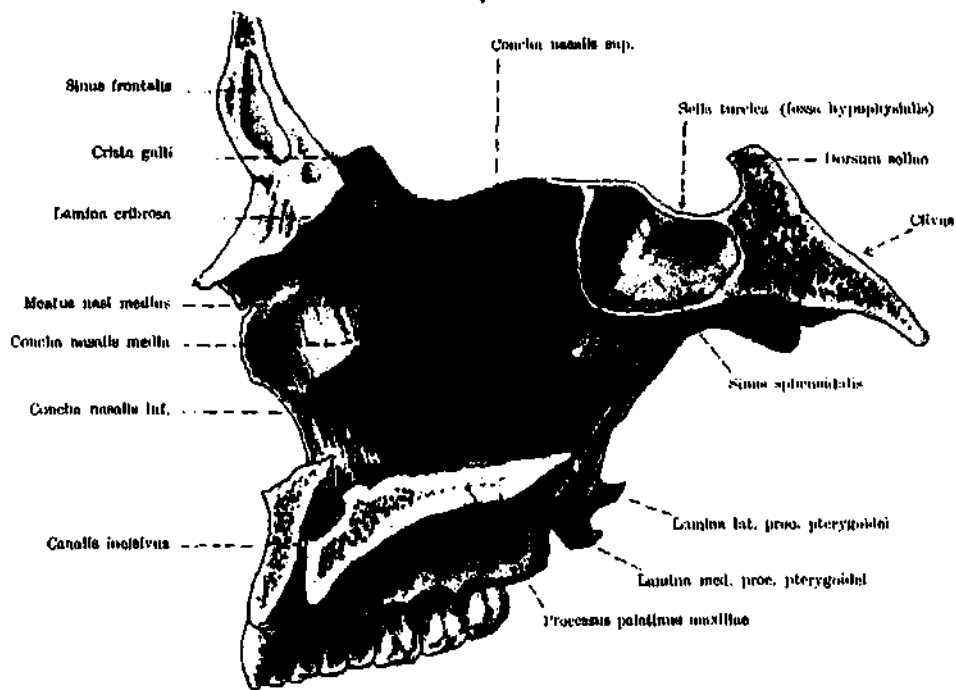 Concha nasalis sup.
Sinus frontalis
Sella turcica (fossa hypophysialis)
Crista galli
Dorsum sellae
Lamina cribrosa
Clivus
Meatus nasi medius
Concha nasalis media
Sinus sphenoidalis
Concha nasalis inf.
Lamina lat. proc. pterygoidei
Canalis incisivus
Lamina med. proc. pterygoidei
Processus palatinus maxillae